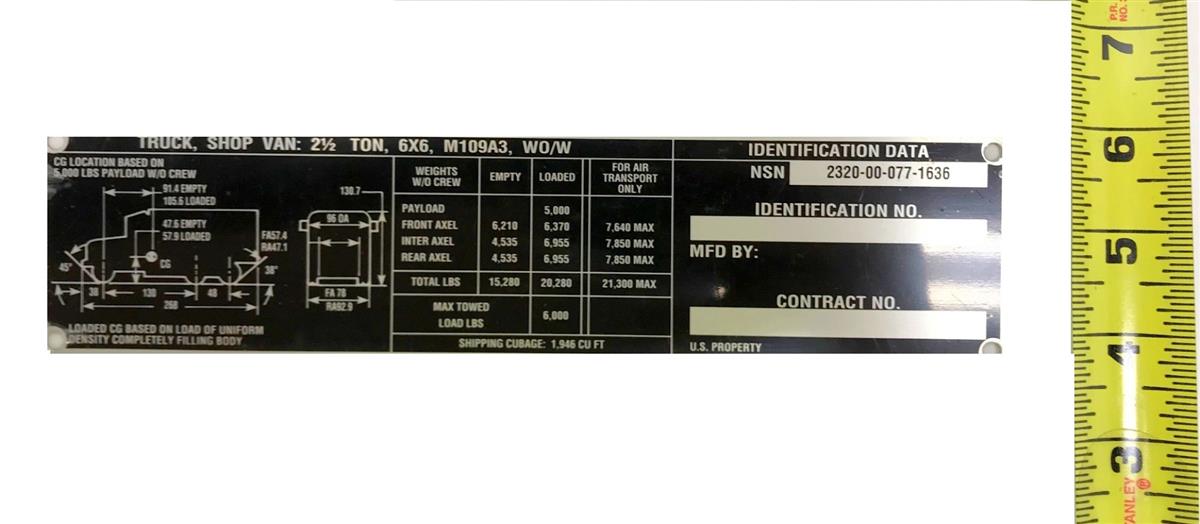 TRUCK, SHOP VAN: 2½ TON, 6X6, M109A3, WO/W
CG LOCATION BASED ON
5,000 LBS PAYLOAD W/O CREW
91.4 EMPTY
105.6 LOADED
47.6 EMPTY
57.9 LOADED
CG
FA57.4
RA47.1
45°
38°
38
130
48
268
130.7
96 OA
FA 78
RA92.9
LOADED CG BASED ON LOAD OF UNIFORM
DENSITY COMPLETELY FILLING BODY
WEIGHTS W/O CREW EMPTY LOADED FOR AIR TRANSPORT ONLY
PAYLOAD 5,000
FRONT AXEL 6,210 6,370 7,640 MAX
INTER AXEL 4,535 6,955 7,850 MAX
REAR AXEL 4,535 6,955 7,850 MAX
TOTAL LBS 15,280 20,280 21,300 MAX
MAX TOWED LOAD LBS 6,000
SHIPPING CUBAGE: 1,946 CU FT
IDENTIFICATION DATA
NSN 2320-00-077-1636
IDENTIFICATION NO.
MFD BY:
CONTRACT NO.
U.S. PROPERTY
P.R.
NO.
7
6
5
4
3
STANLEY ®